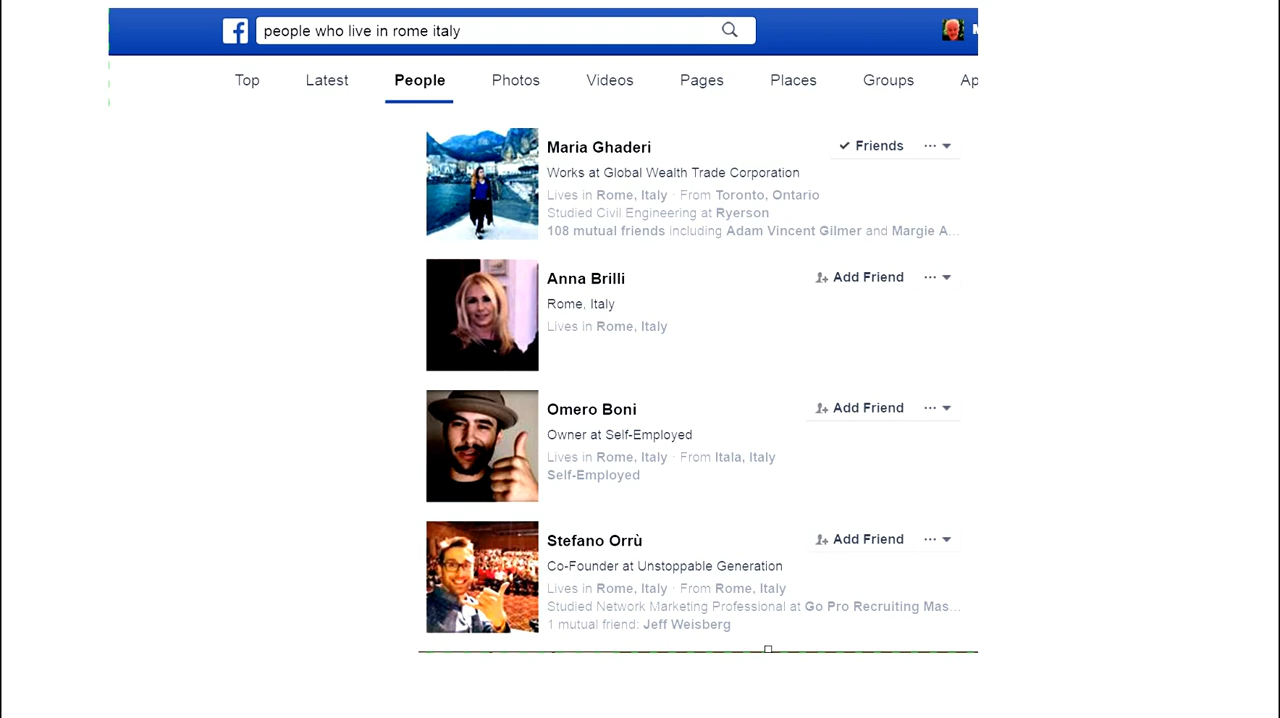 people who live in rome italy
Top Latest People Photos Videos Pages Places Groups Ap
Maria Ghaderi
Friends
Works at Global Wealth Trade Corporation
Lives in Rome, Italy · From Toronto, Ontario
Studied Civil Engineering at Ryerson
108 mutual friends including Adam Vincent Gilmer and Margie A...
Anna Brilli
Add Friend
Rome, Italy
Lives in Rome, Italy
Omero Boni
Add Friend
Owner at Self-Employed
Lives in Rome, Italy · From Itala, Italy
Self-Employed
Stefano Orrù
Add Friend
Co-Founder at Unstoppable Generation
Lives in Rome, Italy · From Rome, Italy
Studied Network Marketing Professional at Go Pro Recruiting Mas...
1 mutual friend: Jeff Weisberg